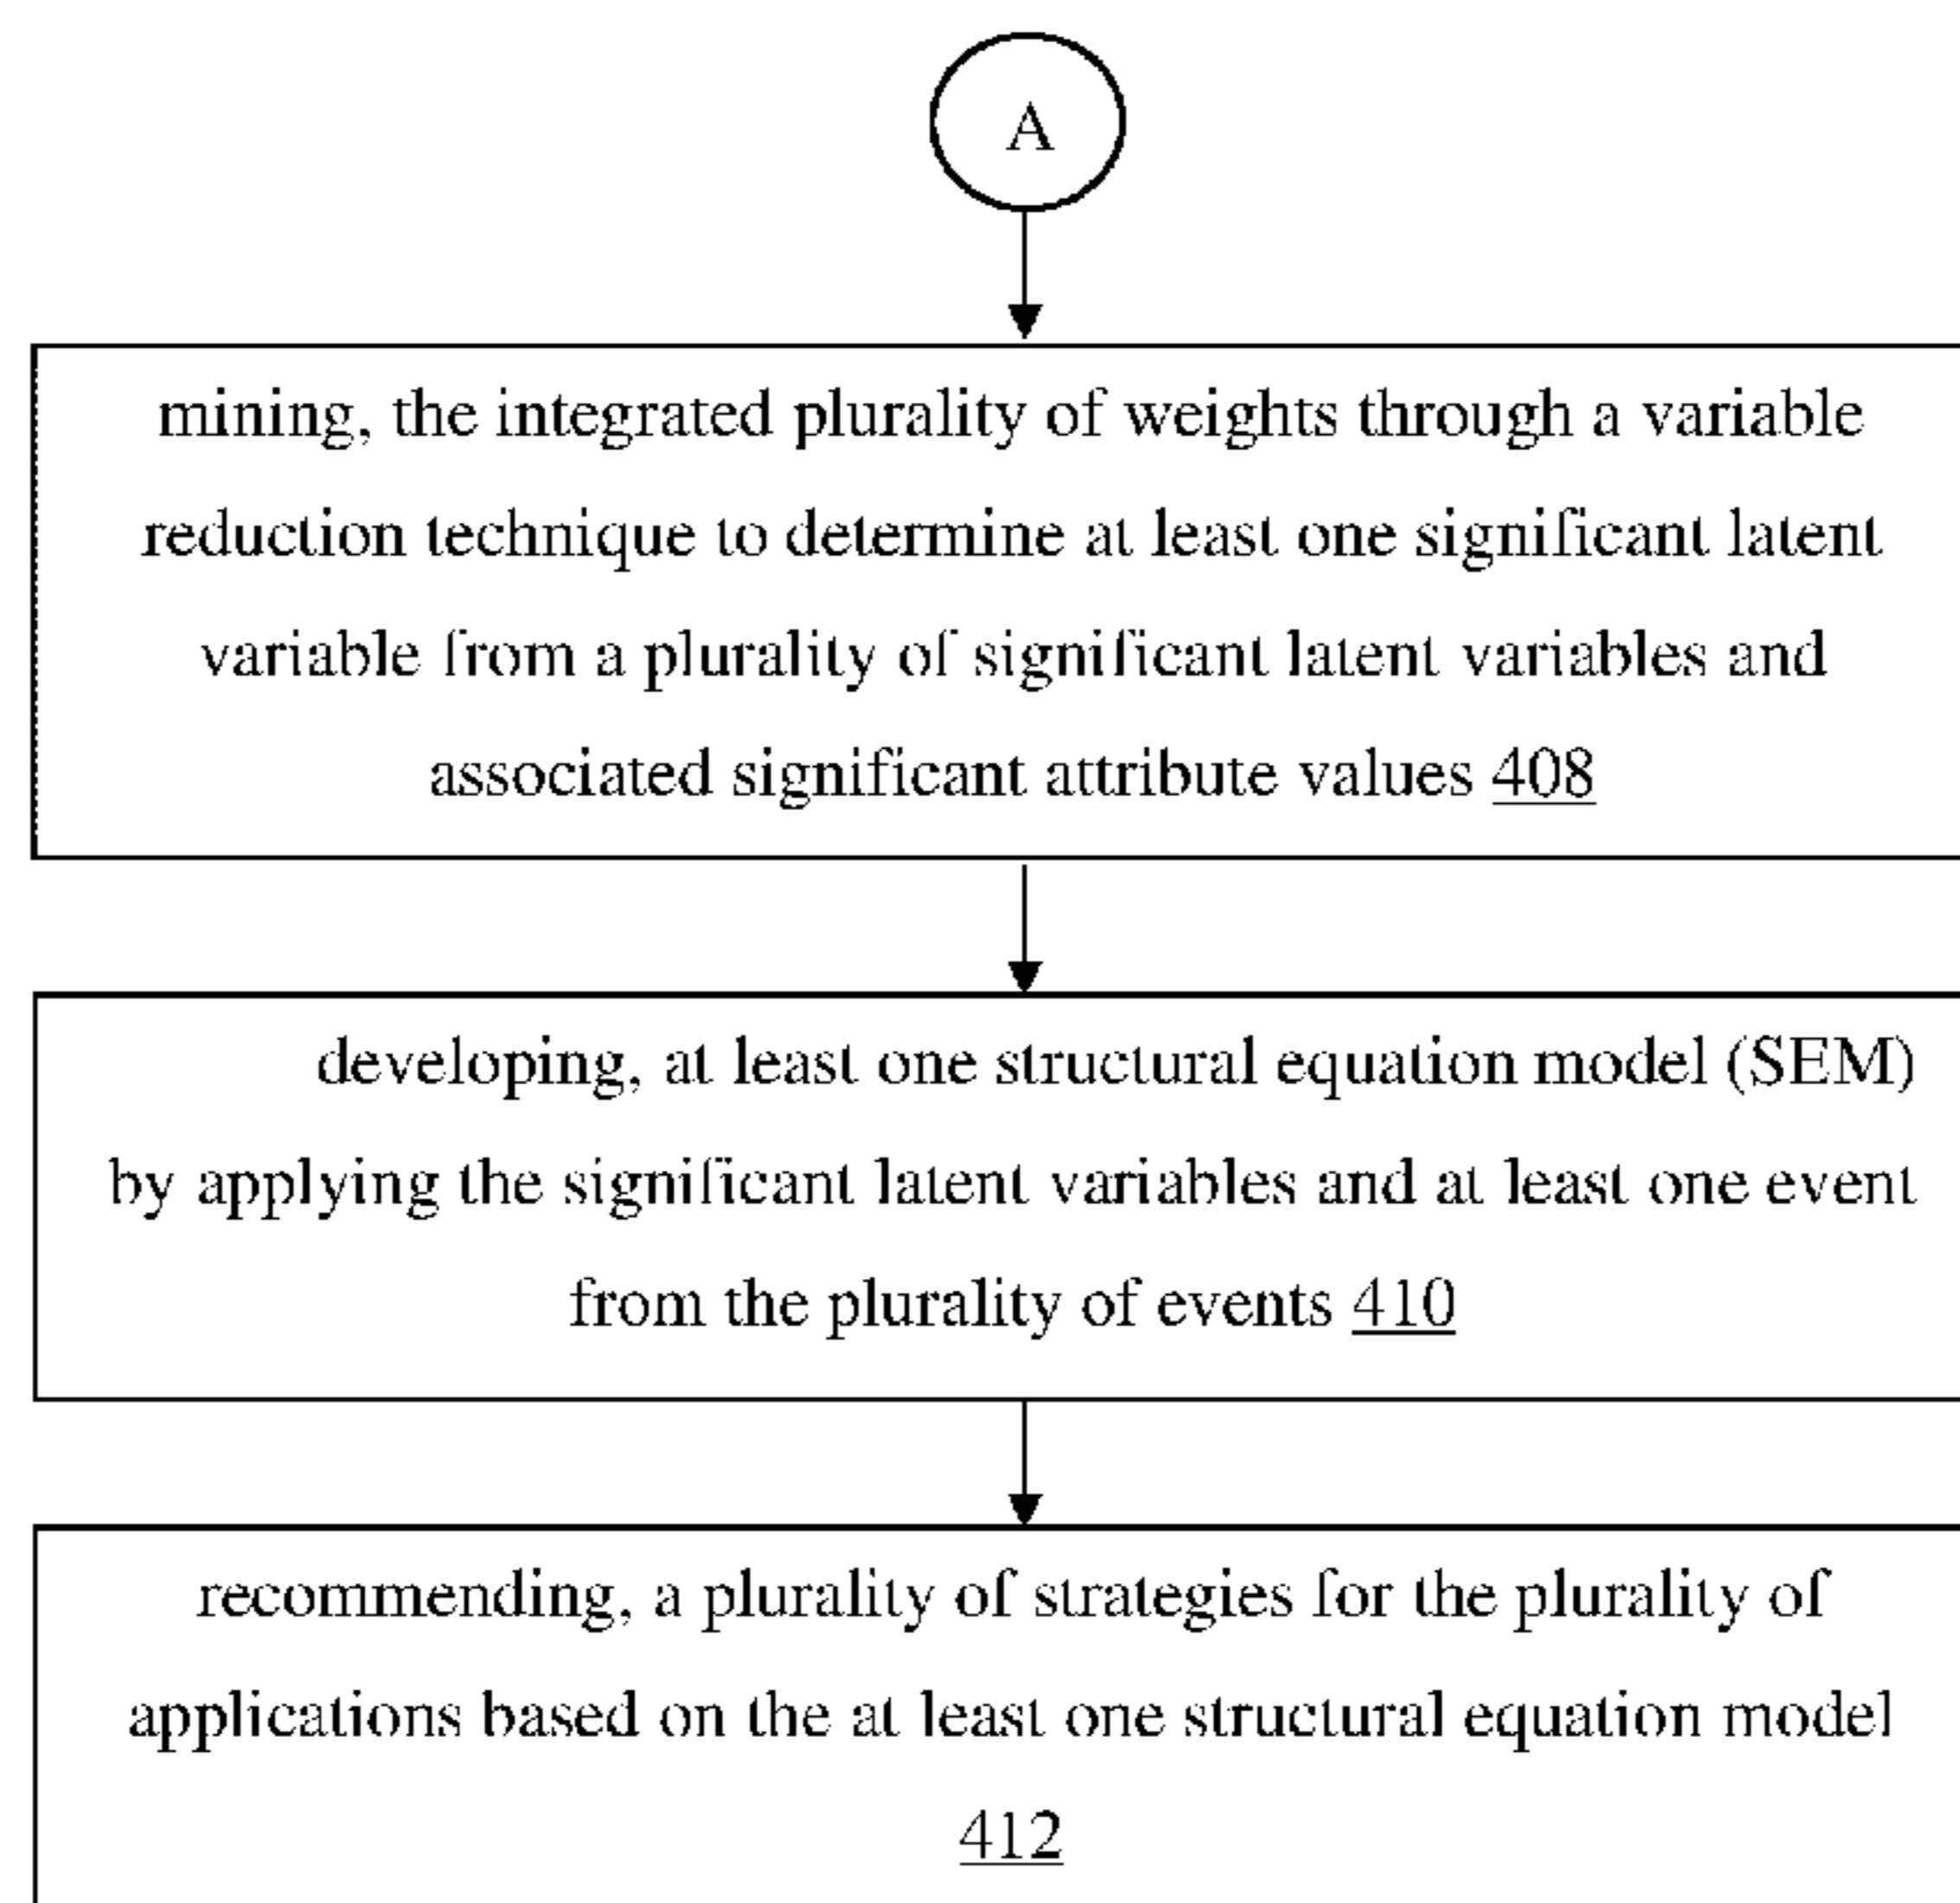 A
mining, the integrated plurality of weights through a variable
reduction technique to determine at least one significant latent
variable from a plurality of significant latent variables and
associated significant attribute values 408
developing, at least one structural equation model (SEM)
by applying the significant latent variables and at least one event
from the plurality of events 410
recommending, a plurality of strategies for the plurality of
applications based on the at least one structural equation model
412